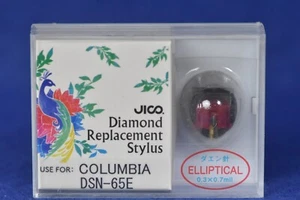 JICO
Diamond
Replacement
Stylus
USE FOR: COLUMBIA
DSN-65E
ダエン針
ELLIPTICAL
0.3×0.7mil